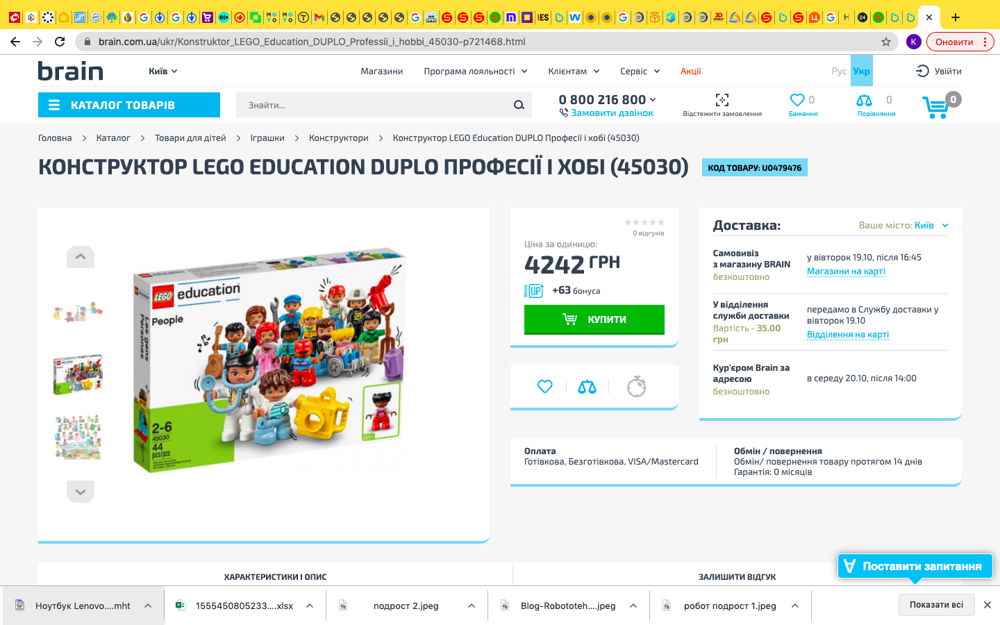 brain.com.ua/ukr/Konstruktor_LEGO_Education_DUPLO_Professii_i_hobbi_45030-p721468.html
K
Оновити
brain
Київ
Магазини
Програма лояльності
Клієнтам
Сервіс
Акції
Рус
Укр
Увійти
КАТАЛОГ ТОВАРІВ
Знайти...
0 800 216 800
Замовити дзвінок
Відстежити замовлення
0
Бажання
0
Порівняння
0
Головна
Каталог
Товари для дітей
Іграшки
Конструктори
Конструктор LEGO Education DUPLO Професії і хобі (45030)
КОНСТРУКТОР LEGO EDUCATION DUPLO ПРОФЕСІЇ І ХОБІ (45030)
КОД ТОВАРУ: U0479476
LEGO education
People
Les gens
Personas
2-6
45030
44
pcs/pzs
0 відгуків
Ціна за одиницю:
4242 ГРН
BRAIN UP
+63 бонуса
КУПИТИ
Доставка:
Ваше місто: Київ
Самовивіз
з магазину BRAIN
безкоштовно
у вівторок 19.10, після 16:45
Магазини на карті
У відділення
служби доставки
Вартість - 35.00
грн
передамо в Службу доставки у
вівторок 19.10
Відділення на карті
Кур'єром Brain за
адресою
безкоштовно
в середу 20.10, після 14:00
Оплата
Готівкова, Безготівкова, VISA/Mastercard
Обмін / повернення
Обмін/ повернення товару протягом 14 днів
Гарантія: 0 місяців
ХАРАКТЕРИСТИКИ І ОПИС
ЗАЛИШИТИ ВІДГУК
Поставити запитання
Ноутбук Lenovo....mht
1555450805233....xlsx
подрост 2.jpeg
Blog-Robototeh....jpeg
робот подрост 1.jpeg
Показати всі